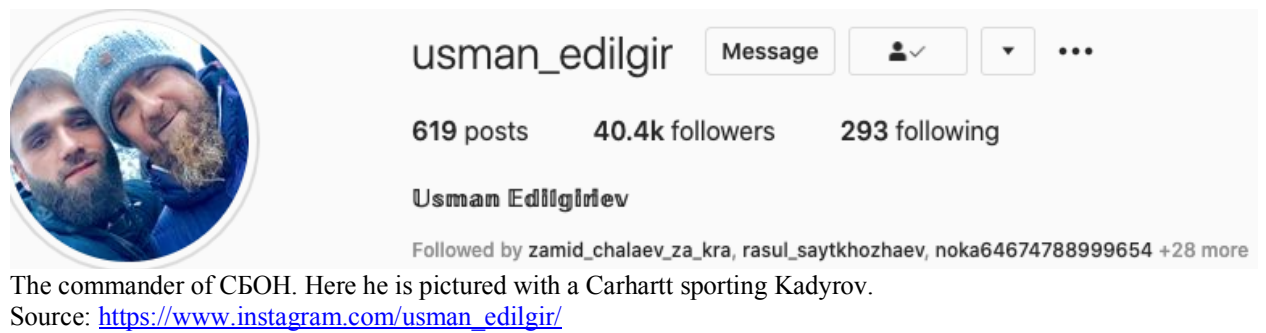 usman_edilgir Message
619 posts 40.4k followers 293 following
𝕌𝕤𝕞𝕒𝕟 𝔼𝕕𝕚𝕝𝕘𝕚𝕣𝕚𝕖𝕧
Followed by zamid_chalaev_za_kra, rasul_saytkhozhaev, noka64674788999654 +28 more
The commander of СБОН. Here he is pictured with a Carhartt sporting Kadyrov.
Source: https://www.instagram.com/usman_edilgir/